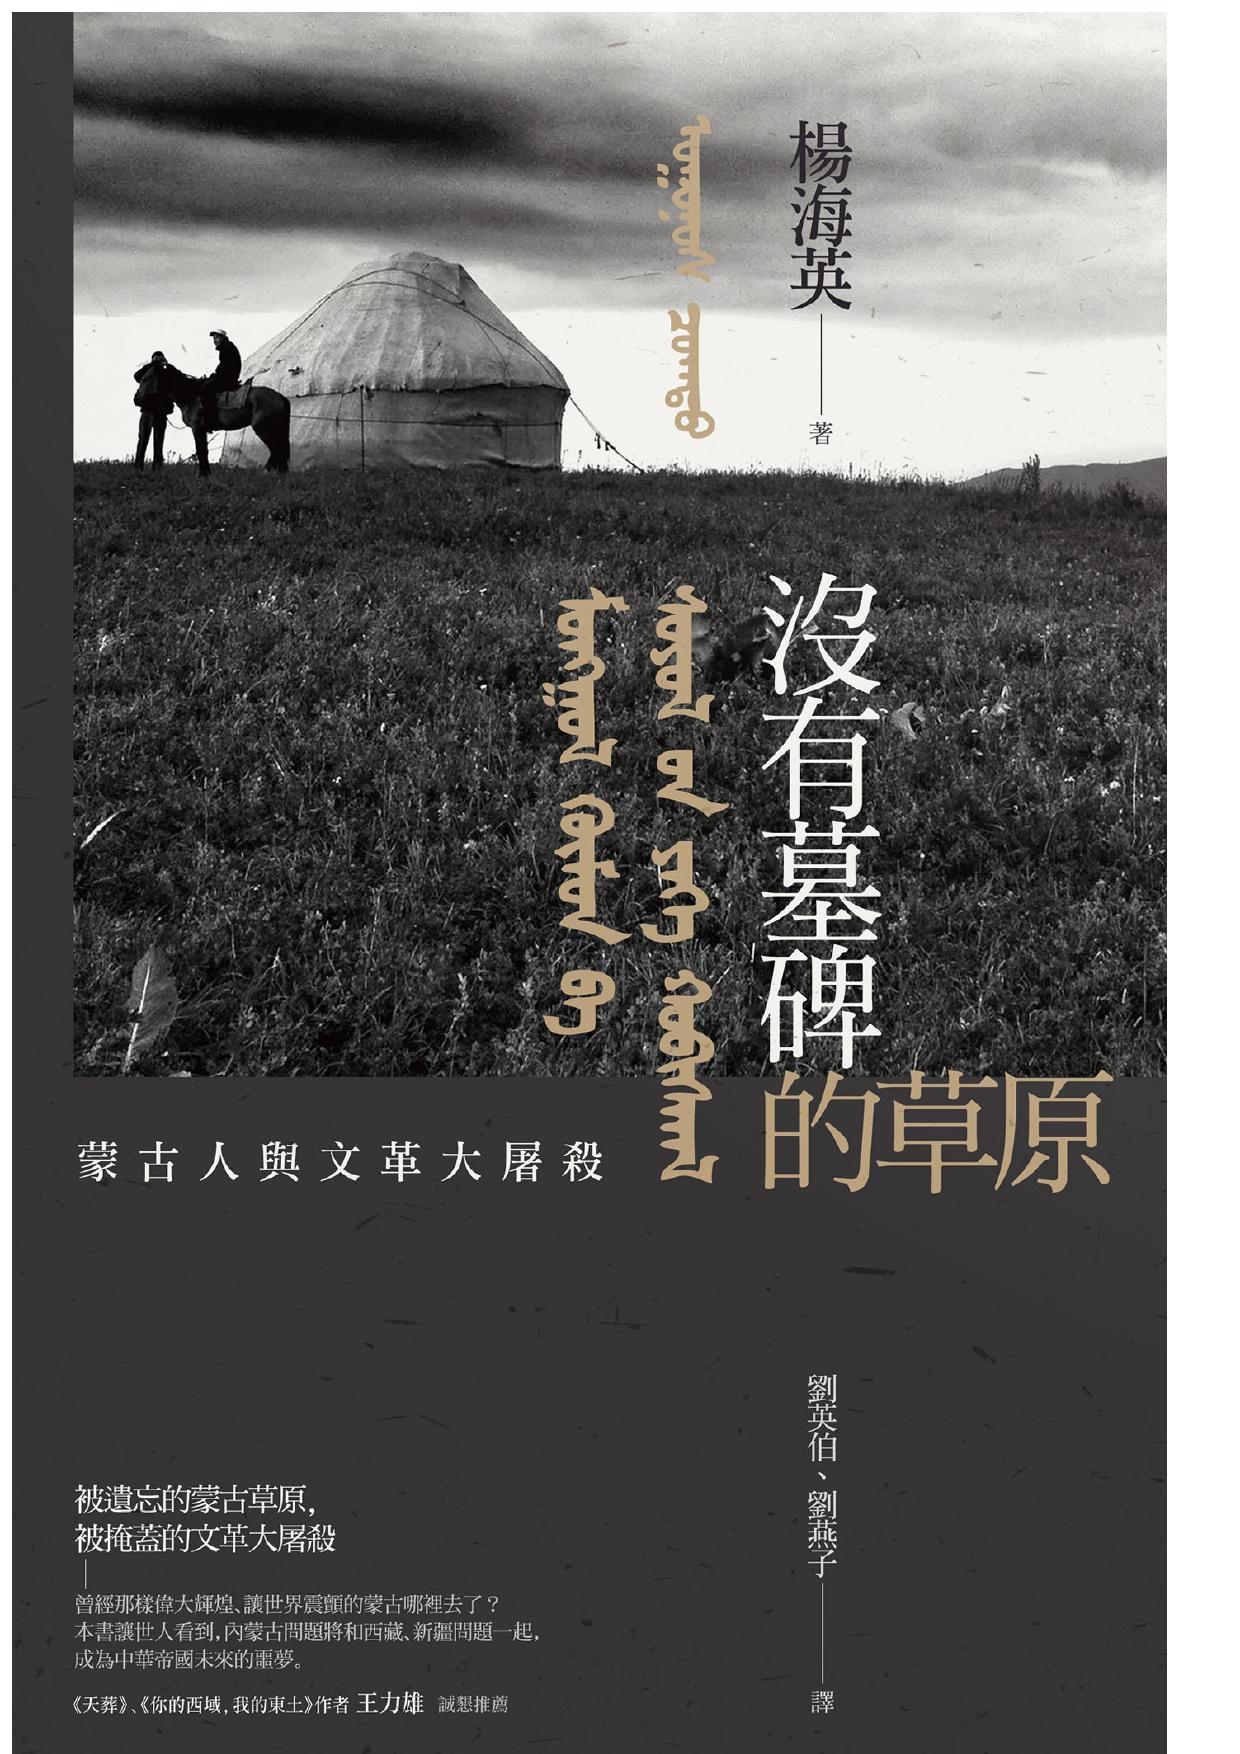 楊海英
著
沒有墓碑
的草原
蒙古人與文革大屠殺
劉英伯、劉燕子
譯
被遺忘的蒙古草原，
被掩蓋的文革大屠殺
曾經那樣偉大輝煌、讓世界震顫的蒙古哪裡去了？
本書讓世人看到，內蒙古問題將和西藏、新疆問題一起，
成為中華帝國未來的噩夢。
《天葬》、《你的西域，我的東土》作者 王力雄 誠懇推薦